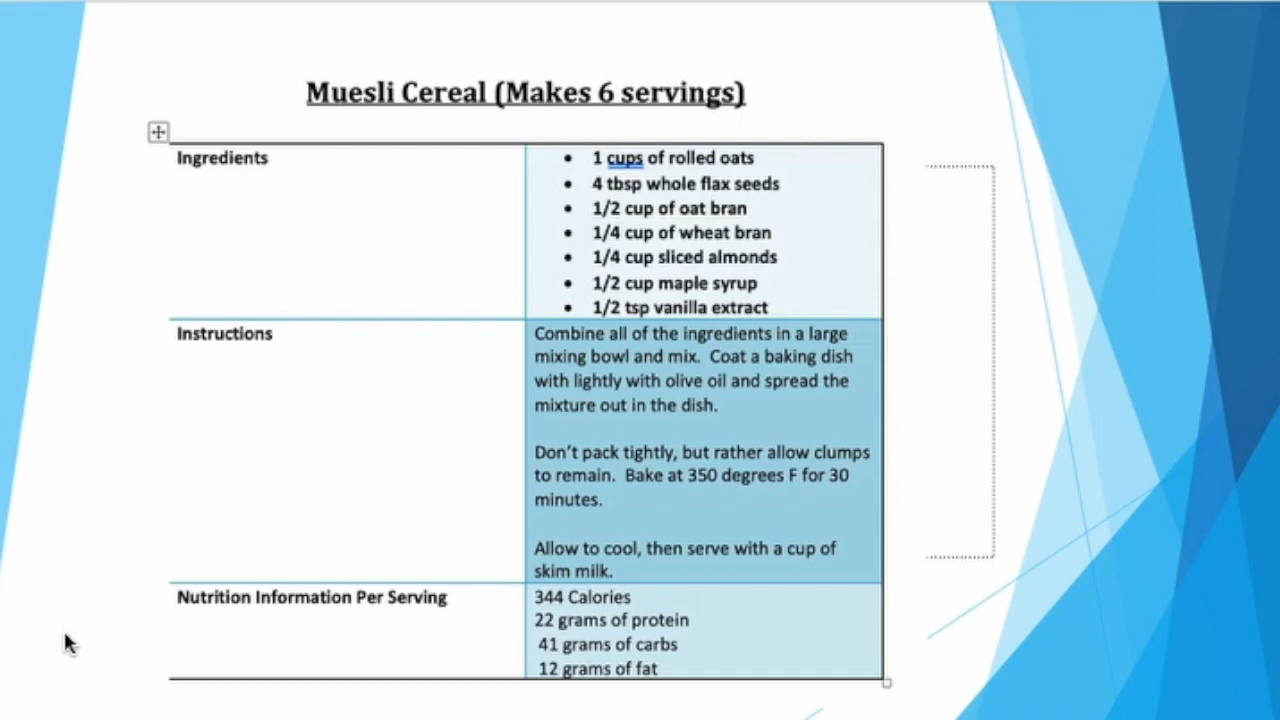 Muesli Cereal (Makes 6 servings)
Ingredients
• 1 cups of rolled oats
• 4 tbsp whole flax seeds
• 1/2 cup of oat bran
• 1/4 cup of wheat bran
• 1/4 cup sliced almonds
• 1/2 cup maple syrup
• 1/2 tsp vanilla extract
Instructions
Combine all of the ingredients in a large
mixing bowl and mix.  Coat a baking dish
with lightly with olive oil and spread the
mixture out in the dish.
Don't pack tightly, but rather allow clumps
to remain.  Bake at 350 degrees F for 30
minutes.
Allow to cool, then serve with a cup of
skim milk.
Nutrition Information Per Serving
344 Calories
22 grams of protein
41 grams of carbs
12 grams of fat